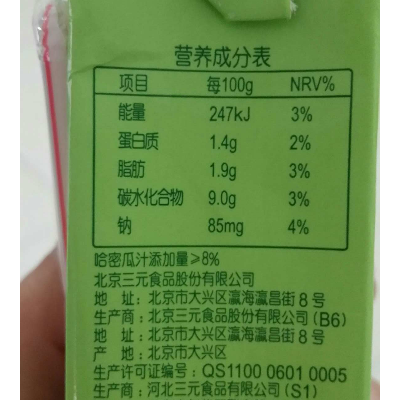 营养成分表
项目 每100g NRV%
能量 247kJ 3%
蛋白质 1.4g 2%
脂肪 1.9g 3%
碳水化合物 9.0g 3%
钠 85mg 4%
哈密瓜汁添加量≥8%
北京三元食品股份有限公司
地 址：北京市大兴区瀛海瀛昌街8号
生产商：北京三元食品股份有限公司(B6)
地 址：北京市大兴区瀛海瀛昌街8号
产 地：北京市大兴区
生产许可证编号：QS1100 0601 0005
生产商：河北三元食品有限公司(S1)